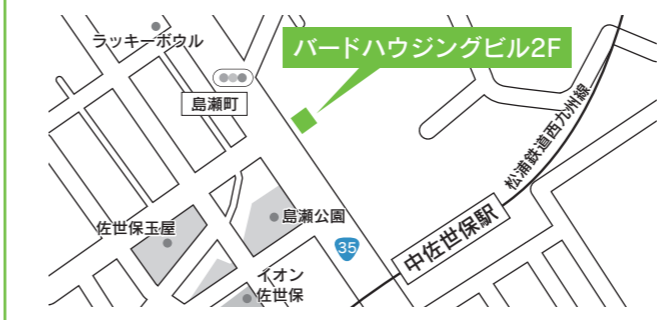 ラッキーボウル
バードハウジングビル2F
島瀬町
松浦鉄道西九州線
島瀬公園
佐世保玉屋
35
中佐世保駅
イオン
佐世保